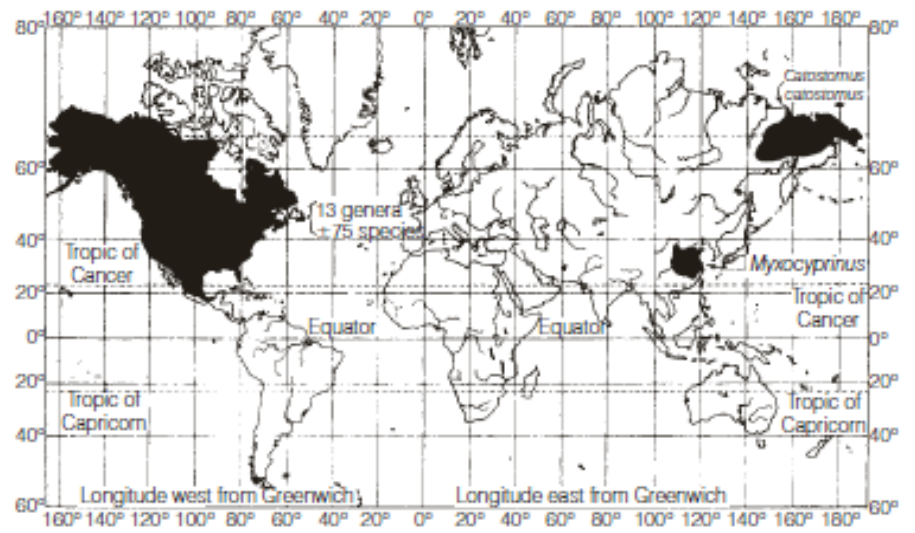 160° 140° 120° 100° 80° 60° 40° 20° 0° 20° 40° 60° 80° 100° 120° 140° 160° 180°
80° 80°
Catostomus
catostomus
60° 60°
13 genera
±75 species
40° 40°
Tropic of
Cancer
Myxocyprinus
20° 20°
Tropic of
Cancer
Equator Equator
0° 0°
20° 20°
Tropic of
Capricorn
Tropic of
Capricorn
40° 40°
Longitude west from Greenwich Longitude east from Greenwich
60° 60°
160° 140° 120° 100° 80° 60° 40° 20° 0° 20° 40° 60° 80° 100° 120° 140° 160° 180°